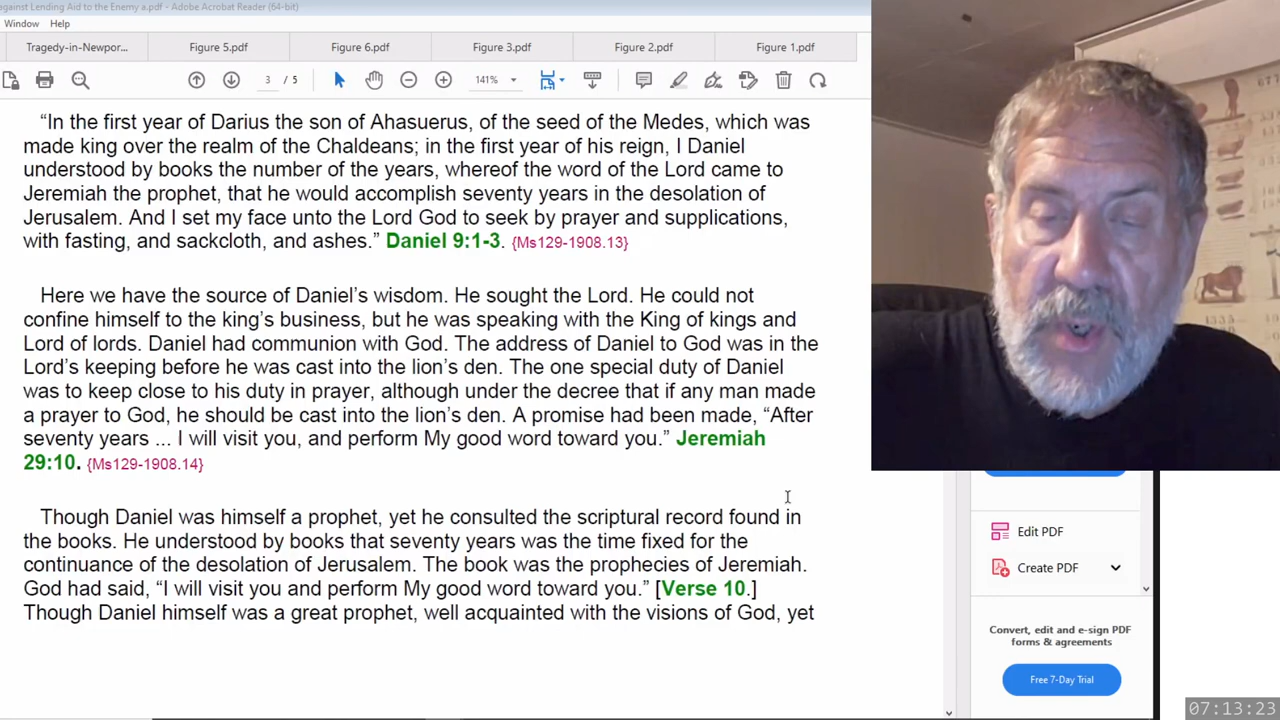 against Lending Aid to the Enemy a.pdf - Adobe Acrobat Reader (64-bit)
Window Help
Tragedy-in-Newpor... Figure 5.pdf Figure 6.pdf Figure 3.pdf Figure 2.pdf Figure 1.pdf
3 / 5 141%
“In the first year of Darius the son of Ahasuerus, of the seed of the Medes, which was
made king over the realm of the Chaldeans; in the first year of his reign, I Daniel
understood by books the number of the years, whereof the word of the Lord came to
Jeremiah the prophet, that he would accomplish seventy years in the desolation of
Jerusalem. And I set my face unto the Lord God to seek by prayer and supplications,
with fasting, and sackcloth, and ashes.” Daniel 9:1-3. {Ms129-1908.13}
Here we have the source of Daniel’s wisdom. He sought the Lord. He could not
confine himself to the king’s business, but he was speaking with the King of kings and
Lord of lords. Daniel had communion with God. The address of Daniel to God was in the
Lord’s keeping before he was cast into the lion’s den. The one special duty of Daniel
was to keep close to his duty in prayer, although under the decree that if any man made
a prayer to God, he should be cast into the lion’s den. A promise had been made, “After
seventy years ... I will visit you, and perform My good word toward you.” Jeremiah
29:10. {Ms129-1908.14}
Though Daniel was himself a prophet, yet he consulted the scriptural record found in
the books. He understood by books that seventy years was the time fixed for the
continuance of the desolation of Jerusalem. The book was the prophecies of Jeremiah.
God had said, “I will visit you and perform My good word toward you.” [Verse 10.]
Though Daniel himself was a great prophet, well acquainted with the visions of God, yet
Edit PDF
Create PDF
Convert, edit and e-sign PDF
forms & agreements
Free 7-Day Trial
07:13:23